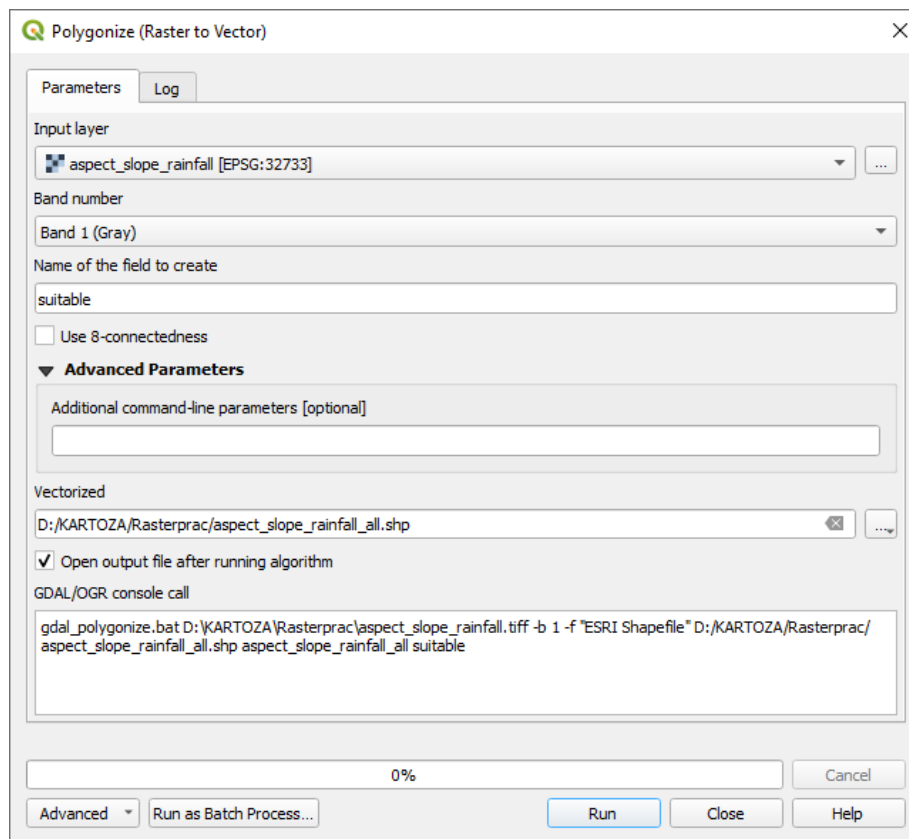 Polygonize (Raster to Vector)
Parameters
Log
Input layer
aspect_slope_rainfall [EPSG:32733]
...
Band number
Band 1 (Gray)
Name of the field to create
suitable
Use 8-connectedness
Advanced Parameters
Additional command-line parameters [optional]
Vectorized
D:/KARTOZA/Rasterprac/aspect_slope_rainfall_all.shp
...
Open output file after running algorithm
GDAL/OGR console call
gdal_polygonize.bat D:\KARTOZA\Rasterprac\aspect_slope_rainfall.tiff -b 1 -f "ESRI Shapefile" D:/KARTOZA/Rasterprac/
aspect_slope_rainfall_all.shp aspect_slope_rainfall_all suitable
0%
Cancel
Advanced
Run as Batch Process...
Run
Close
Help